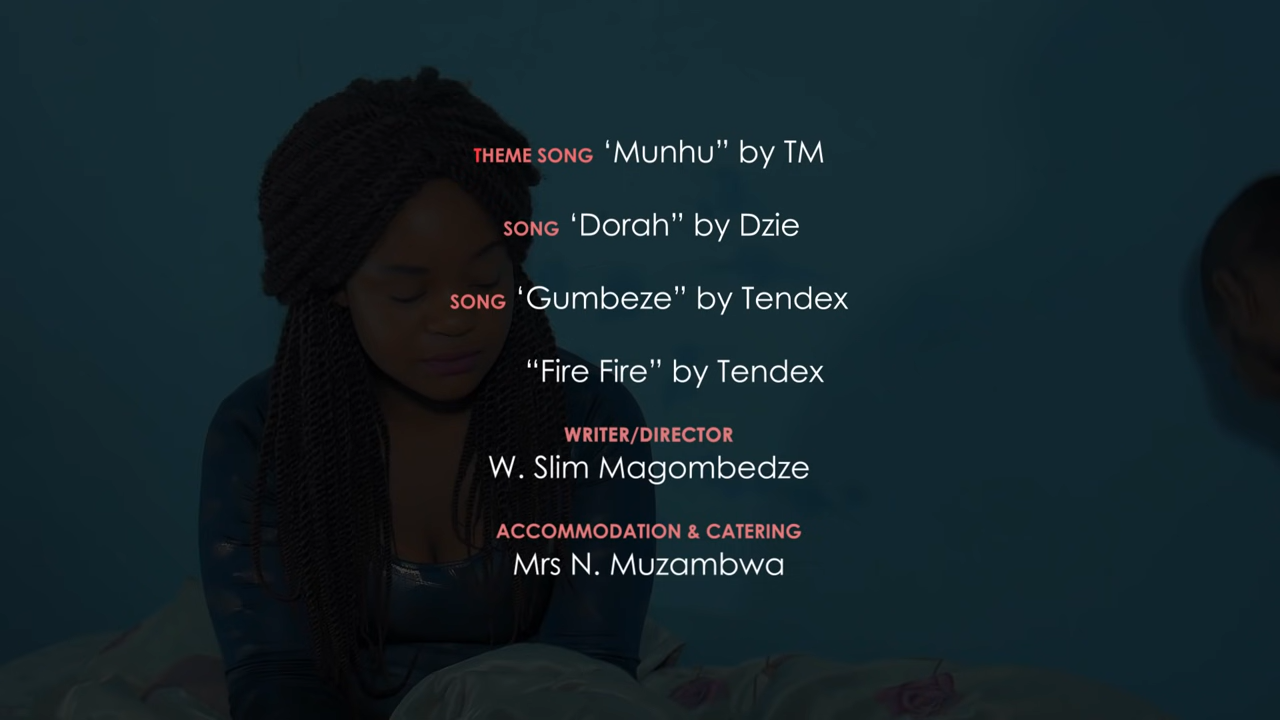 THEME SONG ‘Munhu” by TM
SONG ‘Dorah” by Dzie
SONG ‘Gumbeze” by Tendex
“Fire Fire” by Tendex
WRITER/DIRECTOR
W. Slim Magombedze
ACCOMMODATION & CATERING
Mrs N. Muzambwa